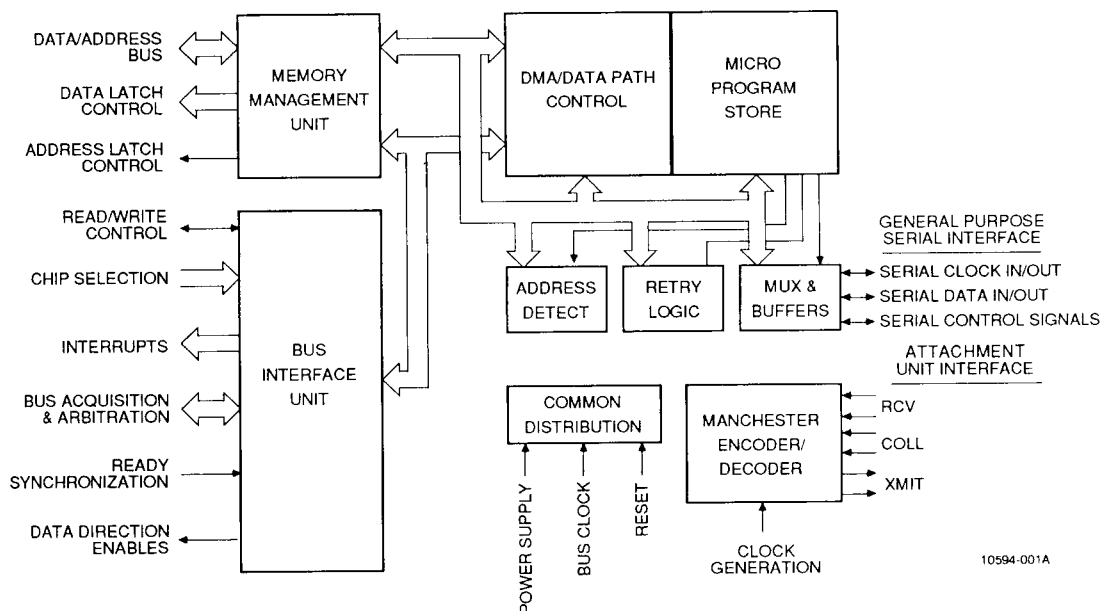 DATA/ADDRESS
BUS
DATA LATCH
CONTROL
ADDRESS LATCH
CONTROL
MEMORY
MANAGEMENT
UNIT
DMA/DATA PATH
CONTROL
MICRO
PROGRAM
STORE
READ/WRITE
CONTROL
CHIP SELECTION
INTERRUPTS
BUS ACQUISITION
& ARBITRATION
READY
SYNCHRONIZATION
DATA DIRECTION
ENABLES
BUS
INTERFACE
UNIT
ADDRESS
DETECT
RETRY
LOGIC
MUX &
BUFFERS
GENERAL PURPOSE
SERIAL INTERFACE
SERIAL CLOCK IN/OUT
SERIAL DATA IN/OUT
SERIAL CONTROL SIGNALS
ATTACHMENT
UNIT INTERFACE
COMMON
DISTRIBUTION
POWER SUPPLY
BUS CLOCK
RESET
MANCHESTER
ENCODER/
DECODER
RCV
COLL
XMIT
CLOCK
GENERATION
10594-001A